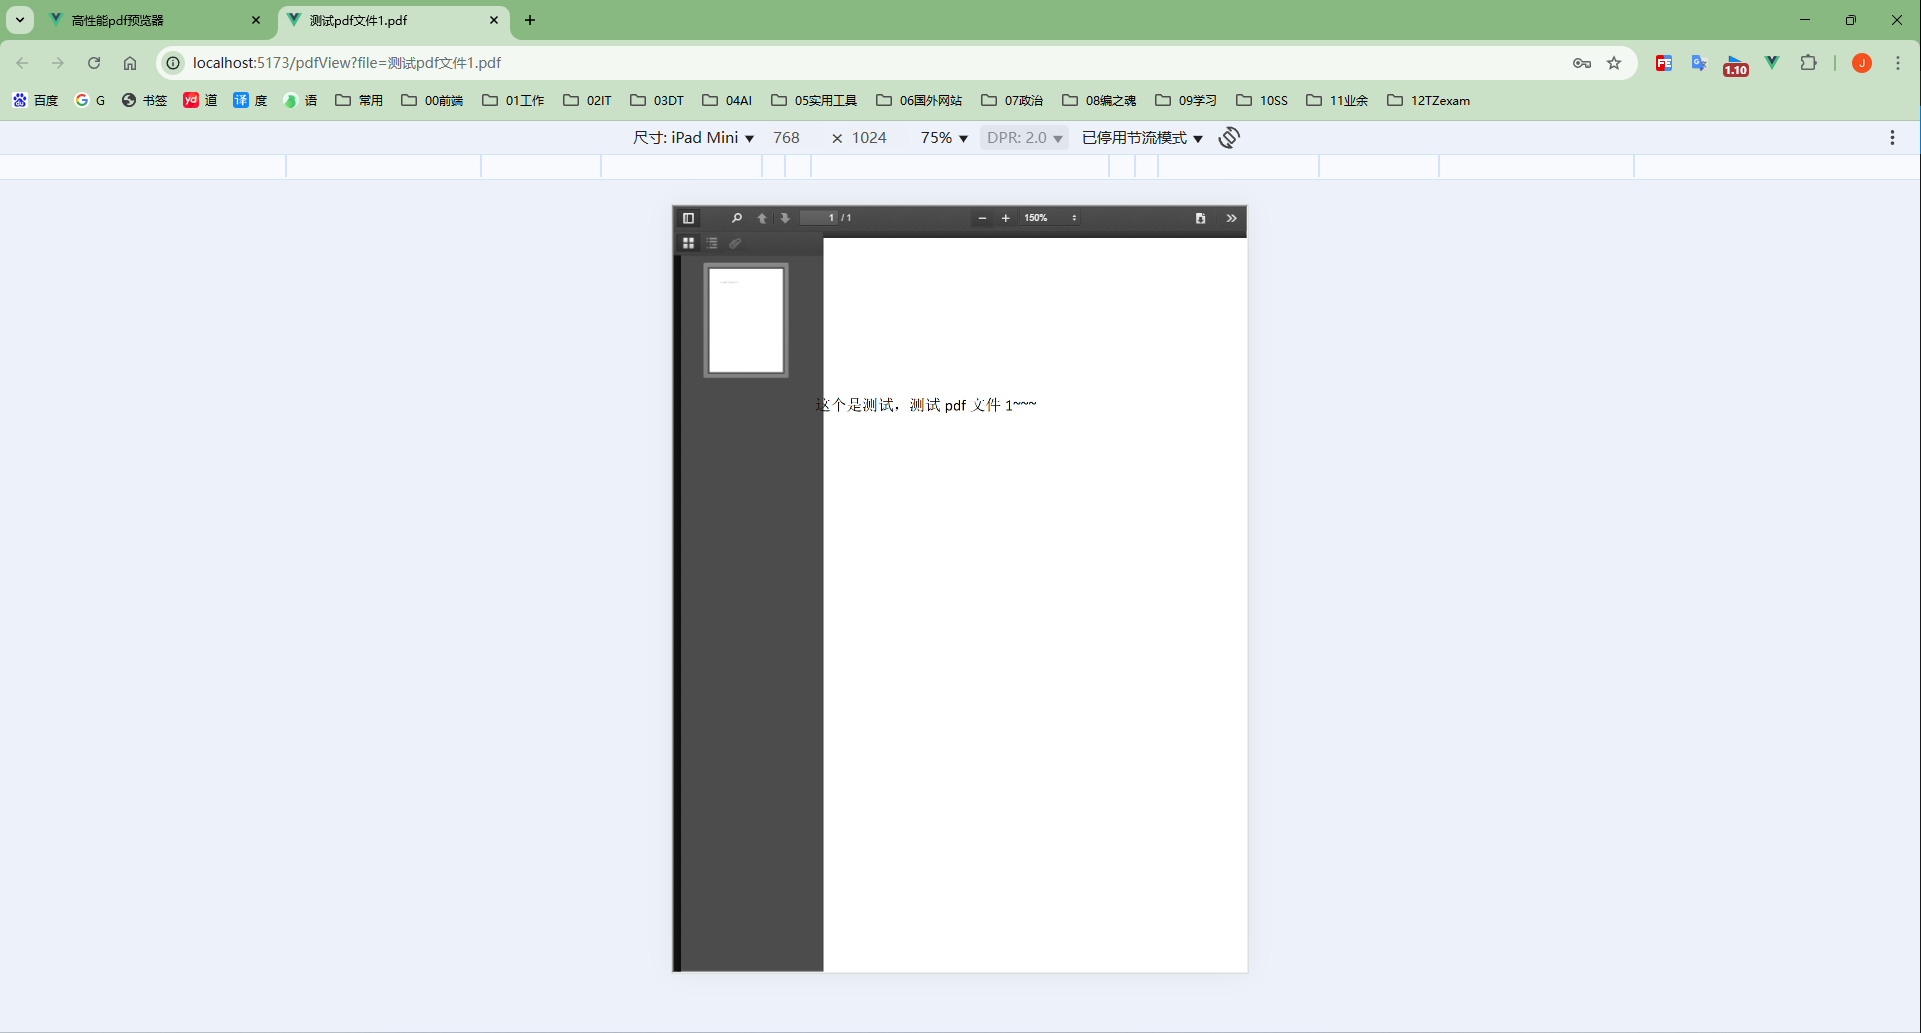 高性能pdf预览器
测试pdf文件1.pdf
localhost:5173/pdfView?file=测试pdf文件1.pdf
FE
G
1.10
J
百度 G 书签 yd 道 译 度 语 常用 00前端 01工作 02IT 03DT 04AI 05实用工具 06国外网站 07政治 08编之魂 09学习 10SS 11业余 12TZexam
尺寸: iPad Mini 768 × 1024 75% DPR: 2.0 已停用节流模式
1 / 1 150%
这个是测试，测试 pdf 文件 1~~~